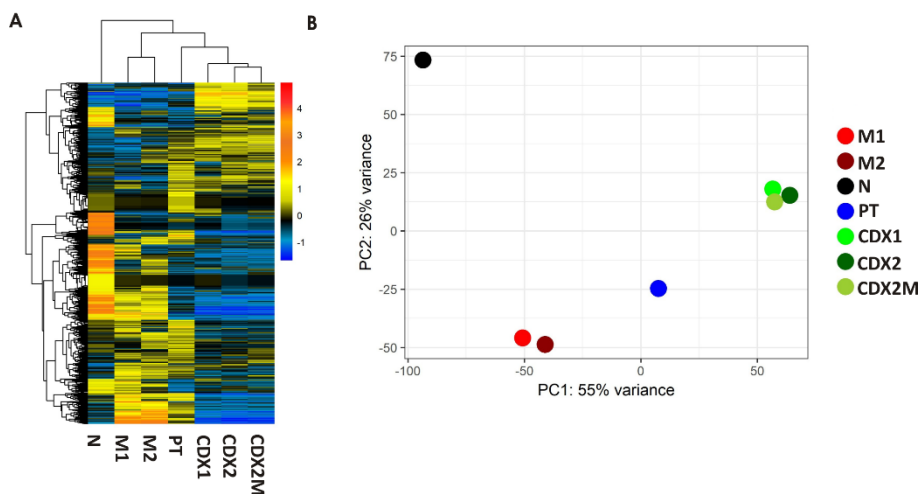 A
4
3
2
1
0
-1
N
M1
M2
PT
CDX1
CDX2
CDX2M
B
75
50
25
0
-25
-50
PC2: 26% variance
-100
-50
0
50
PC1: 55% variance
M1
M2
N
PT
CDX1
CDX2
CDX2M